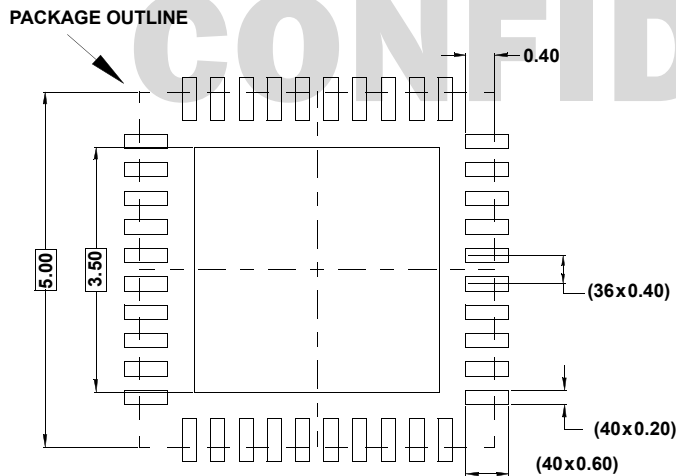 CONFID
PACKAGE OUTLINE
0.40
5.00
3.50
(36x0.40)
(40x0.20)
(40x0.60)